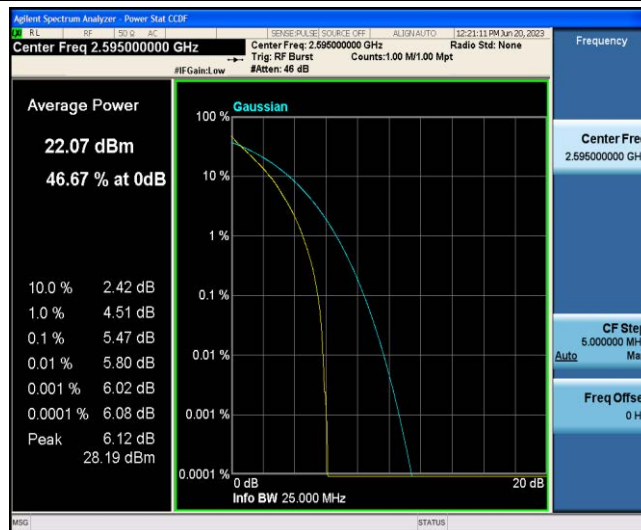 Agilent Spectrum Analyzer - Power Stat CCDF
RL RF 50 Ω AC SENSE:PULSE SOURCE OFF ALIGNAUTO 12:21:11 PM Jun 20, 2023
Center Freq 2.595000000 GHz
Center Freq: 2.595000000 GHz Radio Std: None
Trig: RF Burst Counts:1.00 M/1.00 Mpt
#IFGain:Low #Atten: 46 dB
Frequency
Average Power
22.07 dBm
46.67 % at 0dB
10.0 % 2.42 dB
1.0 % 4.51 dB
0.1 % 5.47 dB
0.01 % 5.80 dB
0.001 % 6.02 dB
0.0001 % 6.08 dB
Peak 6.12 dB
28.19 dBm
Gaussian
100 %
10 %
1 %
0.1 %
0.01 %
0.001 %
0.0001 %
0 dB 20 dB
Info BW 25.000 MHz
Center Fre
2.595000000 GH
CF Step
5.000000 MH
Auto Ma
Freq Offse
0 H
MSG STATUS